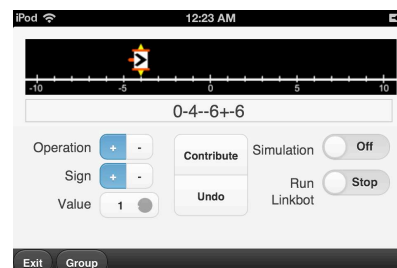 iPod 12:23 AM
-10 -5 0 5 10
0-4--6+-6
Operation + -
Sign + -
Value 1
Contribute
Undo
Simulation Off
Run Linkbot Stop
Exit Group